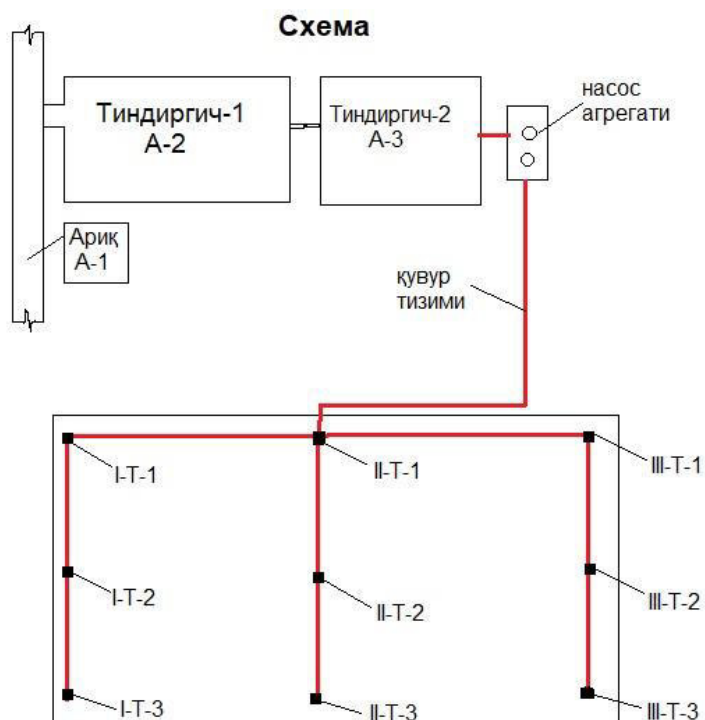 Схема
Тиндиргич-1
А-2
Тиндиргич-2
А-3
насос
агрегати
Ариқ
А-1
қувур
тизими
I-Т-1
II-Т-1
III-Т-1
I-Т-2
II-Т-2
III-Т-2
I-Т-3
II-Т-3
III-Т-3